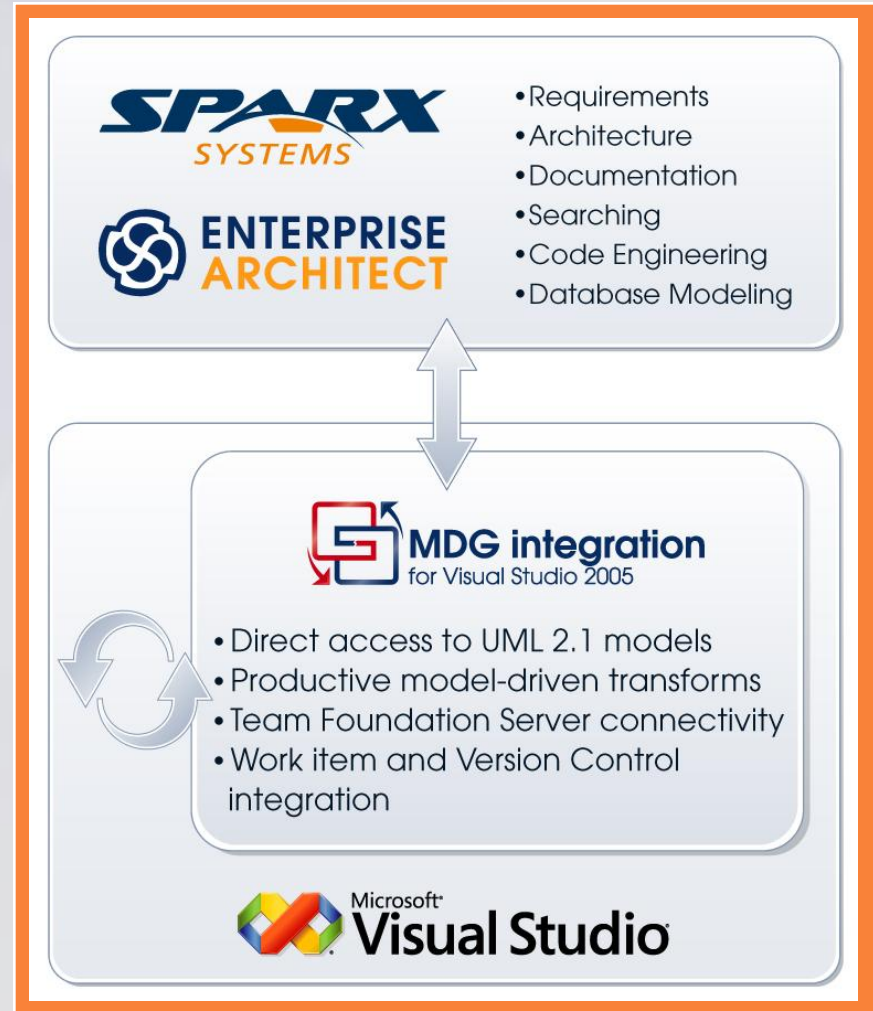 SPARX
SYSTEMS
ENTERPRISE
ARCHITECT
•Requirements
•Architecture
•Documentation
•Searching
•Code Engineering
•Database Modeling
MDG integration
for Visual Studio 2005
• Direct access to UML 2.1 models
• Productive model-driven transforms
• Team Foundation Server connectivity
• Work item and Version Control
integration
Microsoft®
Visual Studio